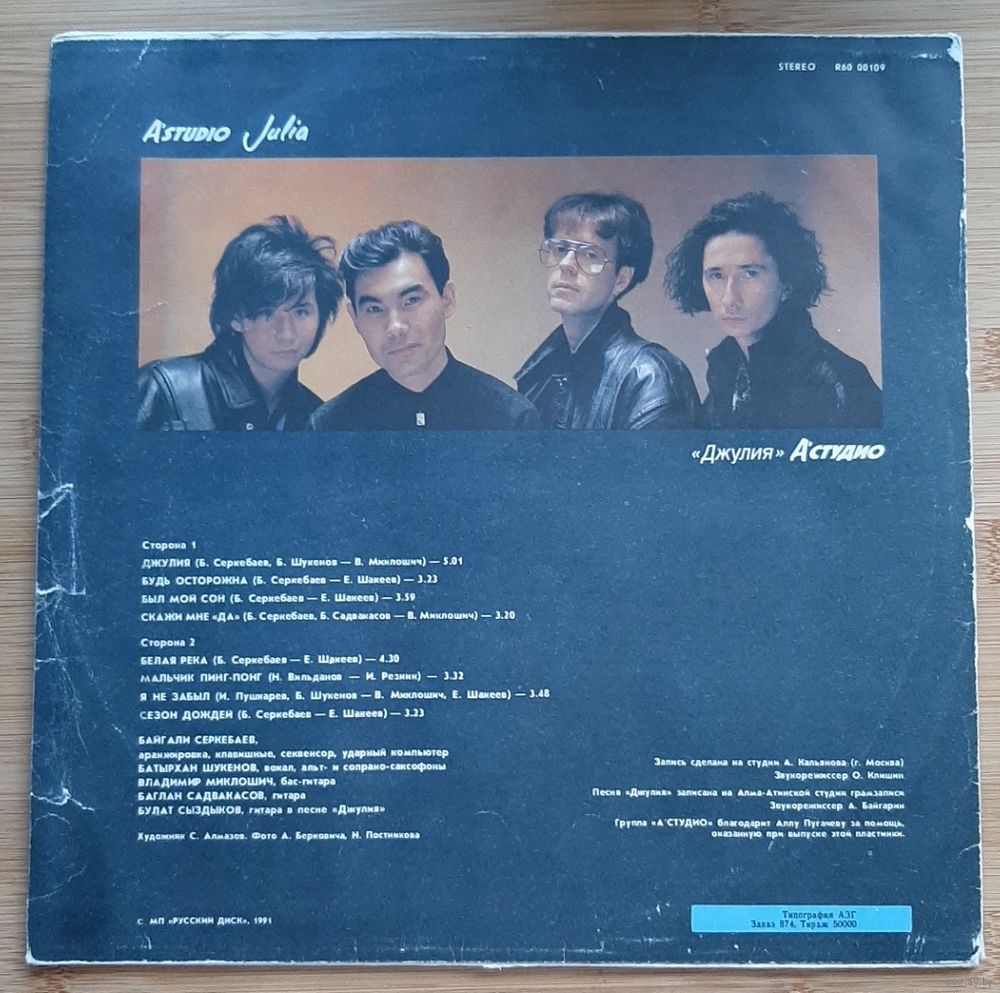 STEREO R60 00109
A'STUDIO Julia
«Джулия» А'СТУДИО
Сторона 1
ДЖУЛИЯ (Б. Серкебаев, Б. Шукенов — В. Миклошич) — 5.01
БУДЬ ОСТОРОЖНА (Б. Серкебаев — Е. Шакеев) — 3.23
БЫЛ МОЙ СОН (Б. Серкебаев — Е. Шакеев) — 3.59
СКАЖИ МНЕ «ДА» (Б. Серкебаев, Б. Садвакасов — В. Миклошич) — 3.20
Сторона 2
БЕЛАЯ РЕКА (Б. Серкебаев — Е. Шакеев) — 4.30
МАЛЬЧИК ПИНГ-ПОНГ (Н. Вильданов — И. Резник) — 3.32
Я НЕ ЗАБЫЛ (И. Пушкарев, Б. Шукенов — В. Миклошич, Е. Шакеев) — 3.48
СЕЗОН ДОЖДЕЙ (Б. Серкебаев — Е. Шакеев) — 3.23
БАЙГАЛИ СЕРКЕБАЕВ,
аранжировка, клавишные, секвенсор, ударный компьютер
БАТЫРХАН ШУКЕНОВ, вокал, альт- и сопрано-саксофоны
ВЛАДИМИР МИКЛОШИЧ, бас-гитара
БАГЛАН САДВАКАСОВ, гитара
БУЛАТ СЫЗДЫКОВ, гитара в песне «Джулия»
Художник С. Алмазов. Фото А. Берковича, Н. Постникова
Запись сделана на студии А. Кальянова (г. Москва)
Звукорежиссер О. Клишин
Песня «Джулия» записана на Алма-Атинской студии грамзаписи
Звукорежиссер А. Байгарин
Группа «А'СТУДИО» благодарит Аллу Пугачеву за помощь,
оказанную при выпуске этой пластинки.
с МП «РУССКИЙ ДИСК», 1991
Типография АЗГ
Заказ 874. Тираж 50000
www.ay.by